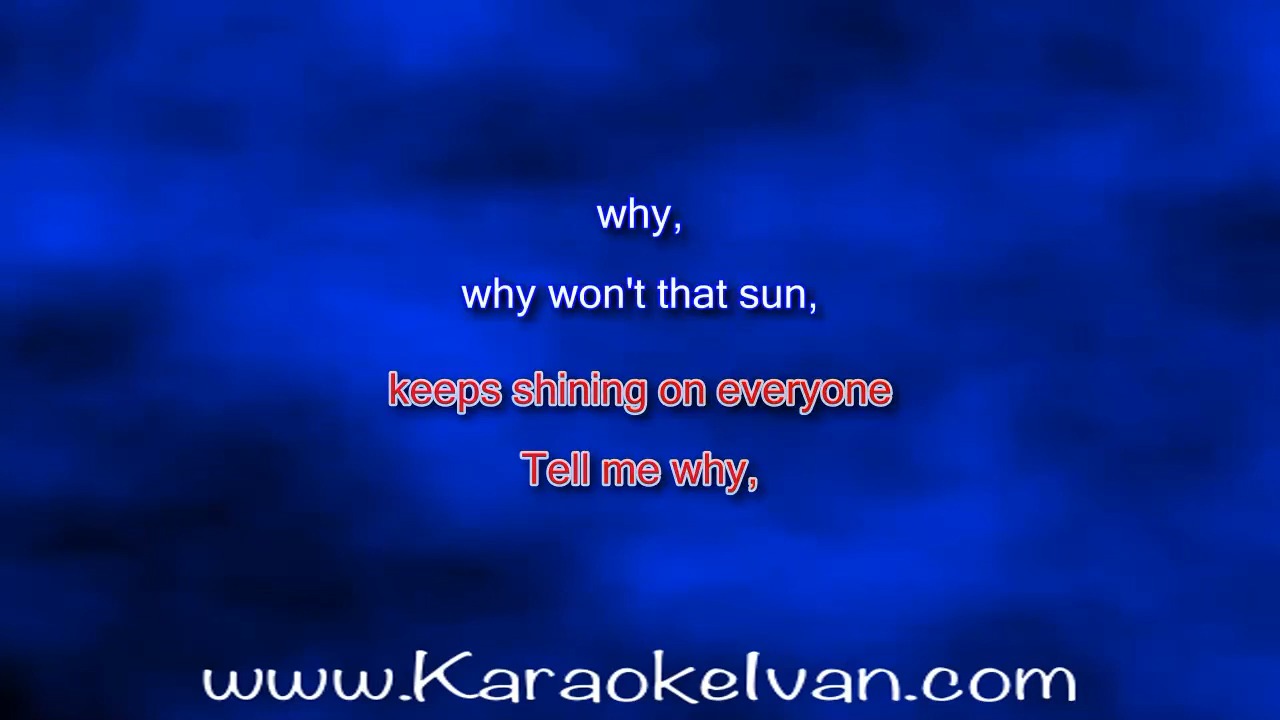 why,
why won't that sun,
keeps shining on everyone
Tell me why,
www.KaraokeIvan.com